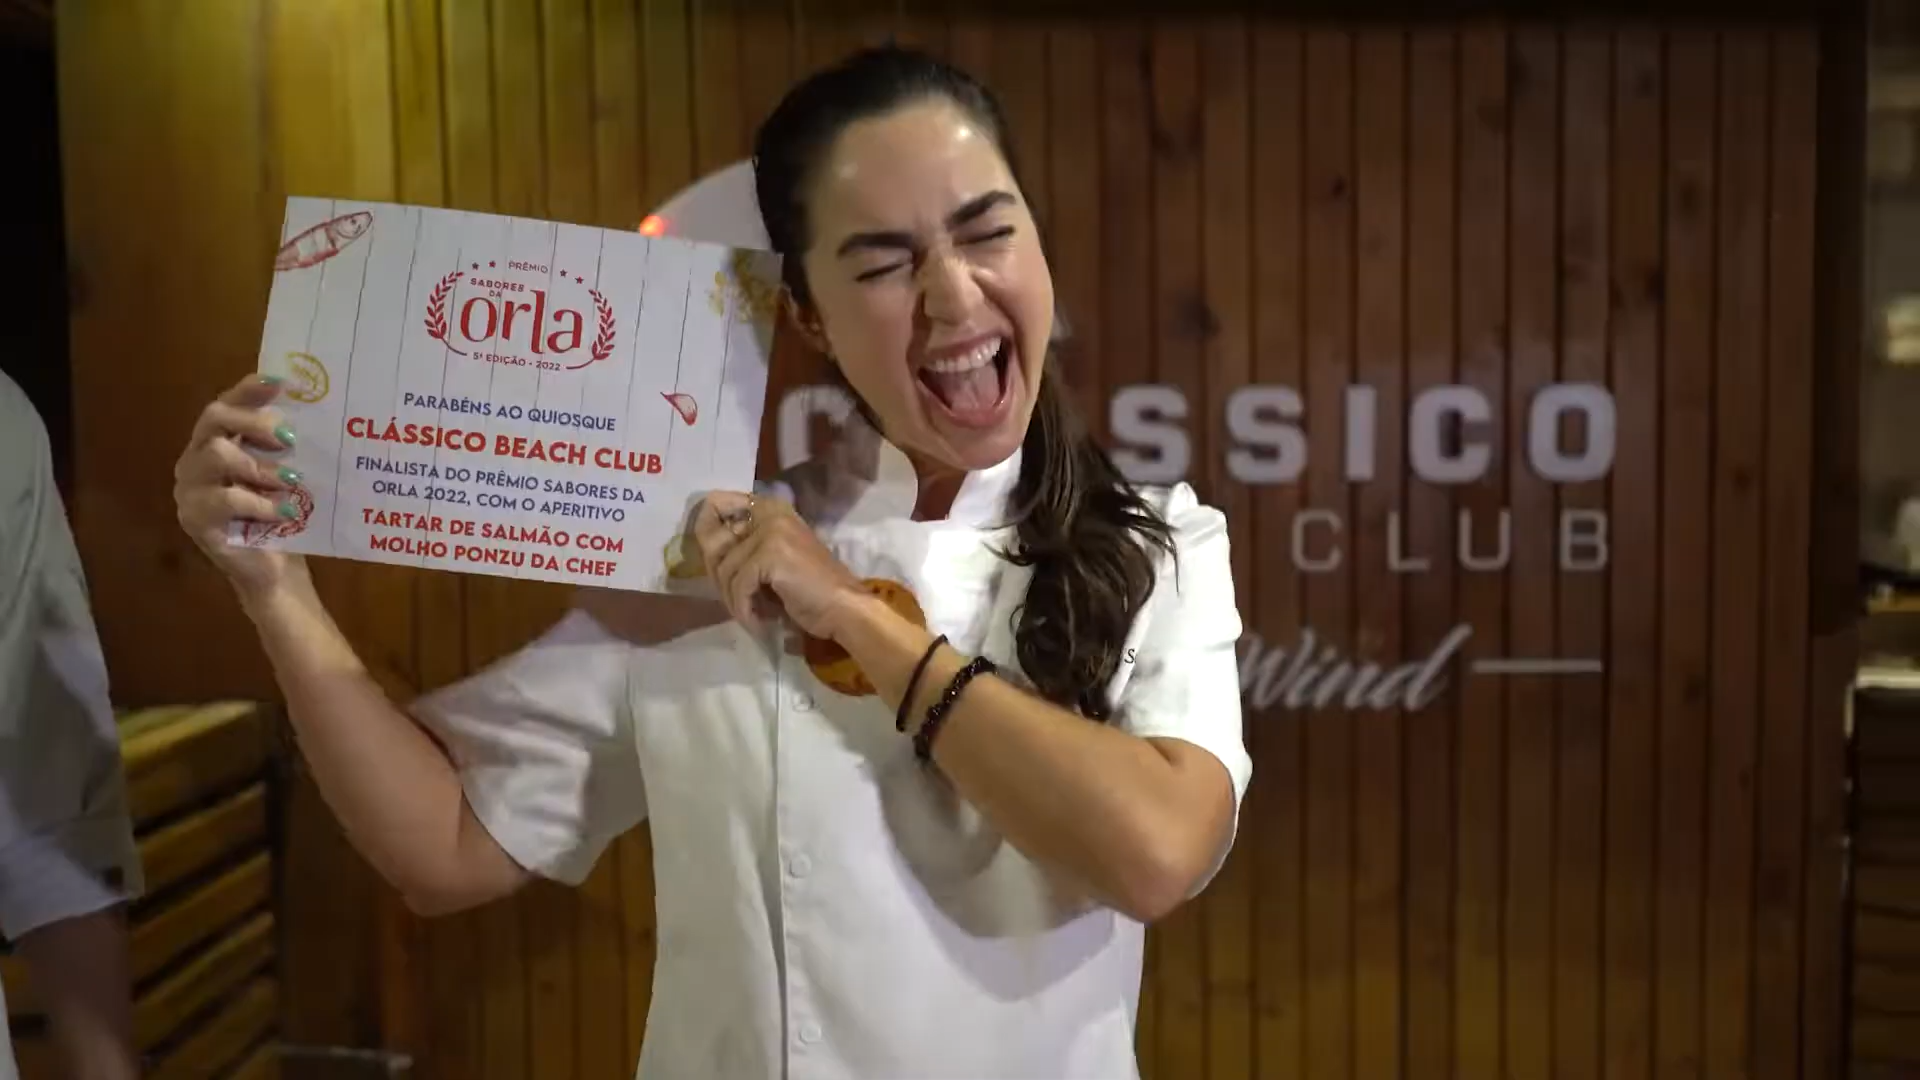 PRÊMIO
SABORES
DA
orla
5ª EDIÇÃO - 2022
PARABÉNS AO QUIOSQUE
CLÁSSICO BEACH CLUB
FINALISTA DO PRÊMIO SABORES DA
ORLA 2022, COM O APERITIVO
TARTAR DE SALMÃO COM
MOLHO PONZU DA CHEF
SSICO
CLUB
Wind